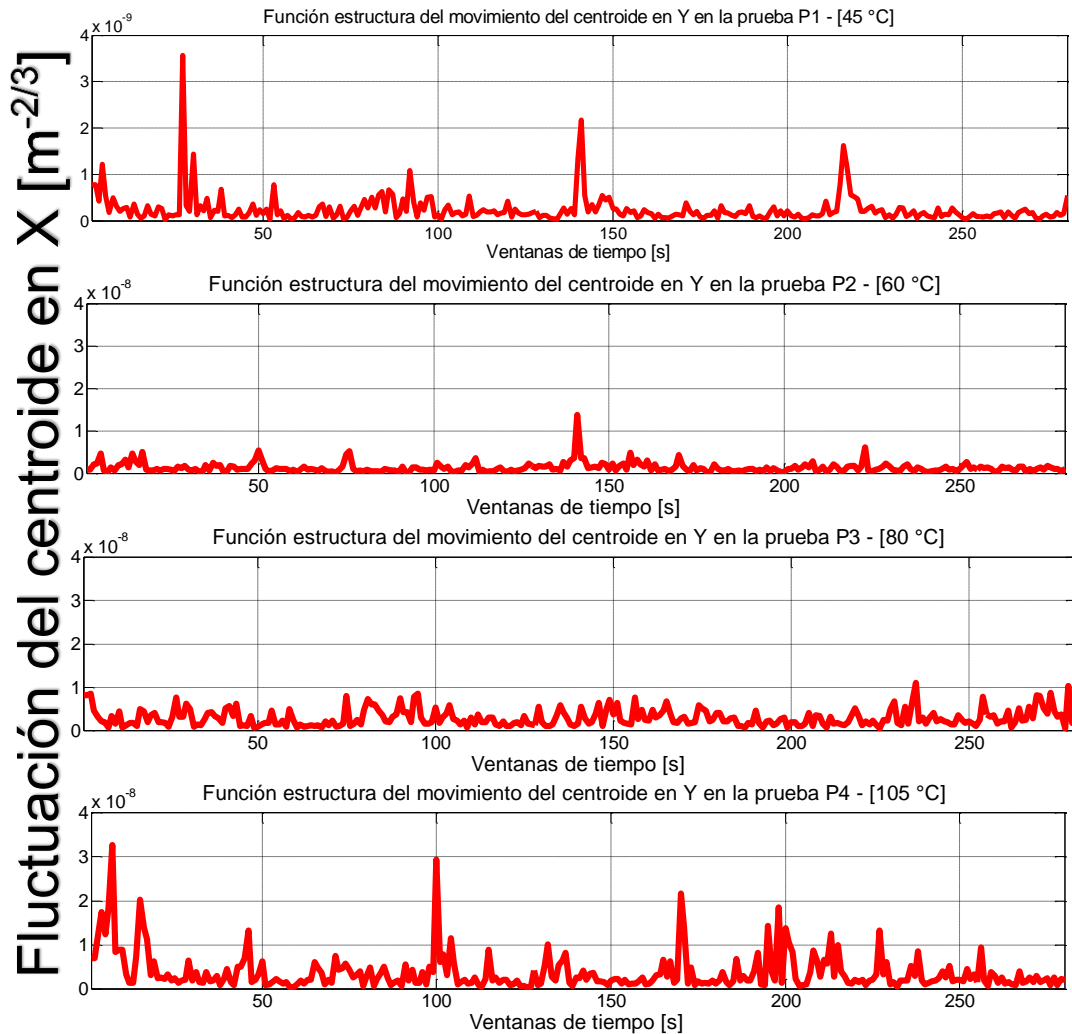 Fluctuación del centroide en X [m-2/3]
Función estructura del movimiento del centroide en Y en la prueba P1 - [45 °C]
4 x 10-9
3
2
1
0
50 100 150 200 250
Ventanas de tiempo [s]
Función estructura del movimiento del centroide en Y en la prueba P2 - [60 °C]
4 x 10-8
3
2
1
0
50 100 150 200 250
Ventanas de tiempo [s]
Función estructura del movimiento del centroide en Y en la prueba P3 - [80 °C]
4 x 10-8
3
2
1
0
50 100 150 200 250
Ventanas de tiempo [s]
Función estructura del movimiento del centroide en Y en la prueba P4 - [105 °C]
4 x 10-8
3
2
1
0
50 100 150 200 250
Ventanas de tiempo [s]